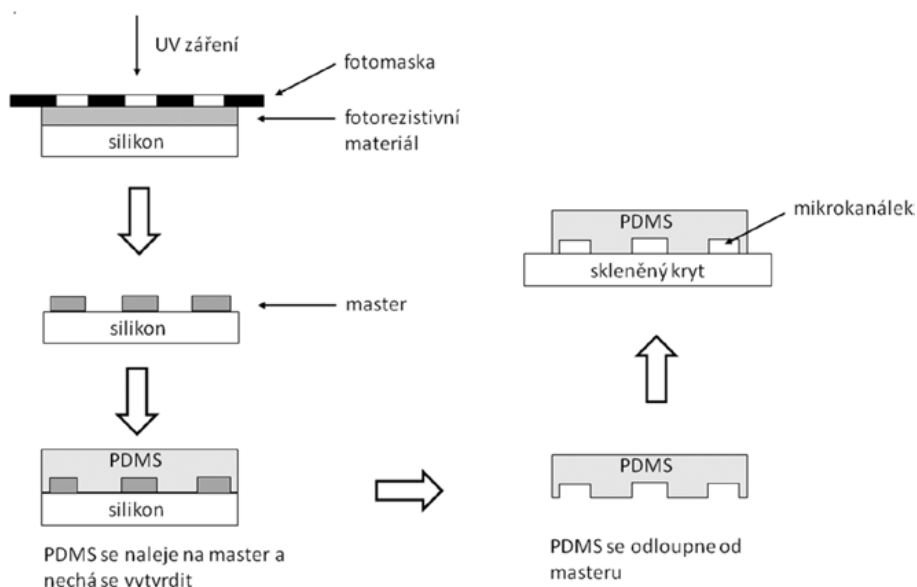 UV záření
fotomaska
fotorezistivní
materiál
silikon
master
silikon
PDMS
silikon
PDMS se naleje na master a
nechá se vytvrdit
PDMS
PDMS se odloupne od
masteru
PDMS
mikrokanálek
skleněný kryt